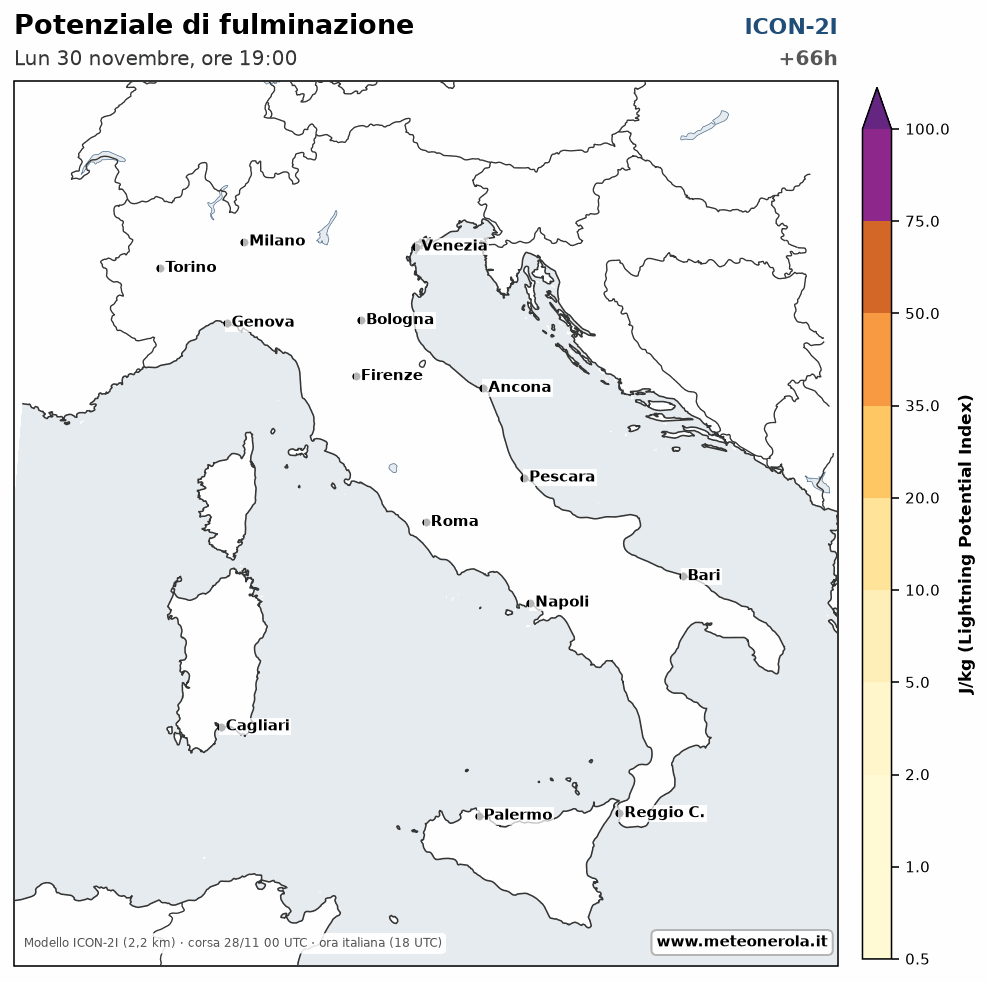 Potenziale di fulminazione
ICON-2I
Lun 30 novembre, ore 19:00
+66h
Milano
Venezia
Torino
Genova
Bologna
Firenze
Ancona
Pescara
Roma
Bari
Napoli
Cagliari
Palermo
Reggio C.
Modello ICON-2I (2,2 km) · corsa 28/11 00 UTC · ora italiana (18 UTC)
www.meteonerola.it
100.0
75.0
50.0
35.0
20.0
10.0
5.0
2.0
1.0
0.5
J/kg (Lightning Potential Index)